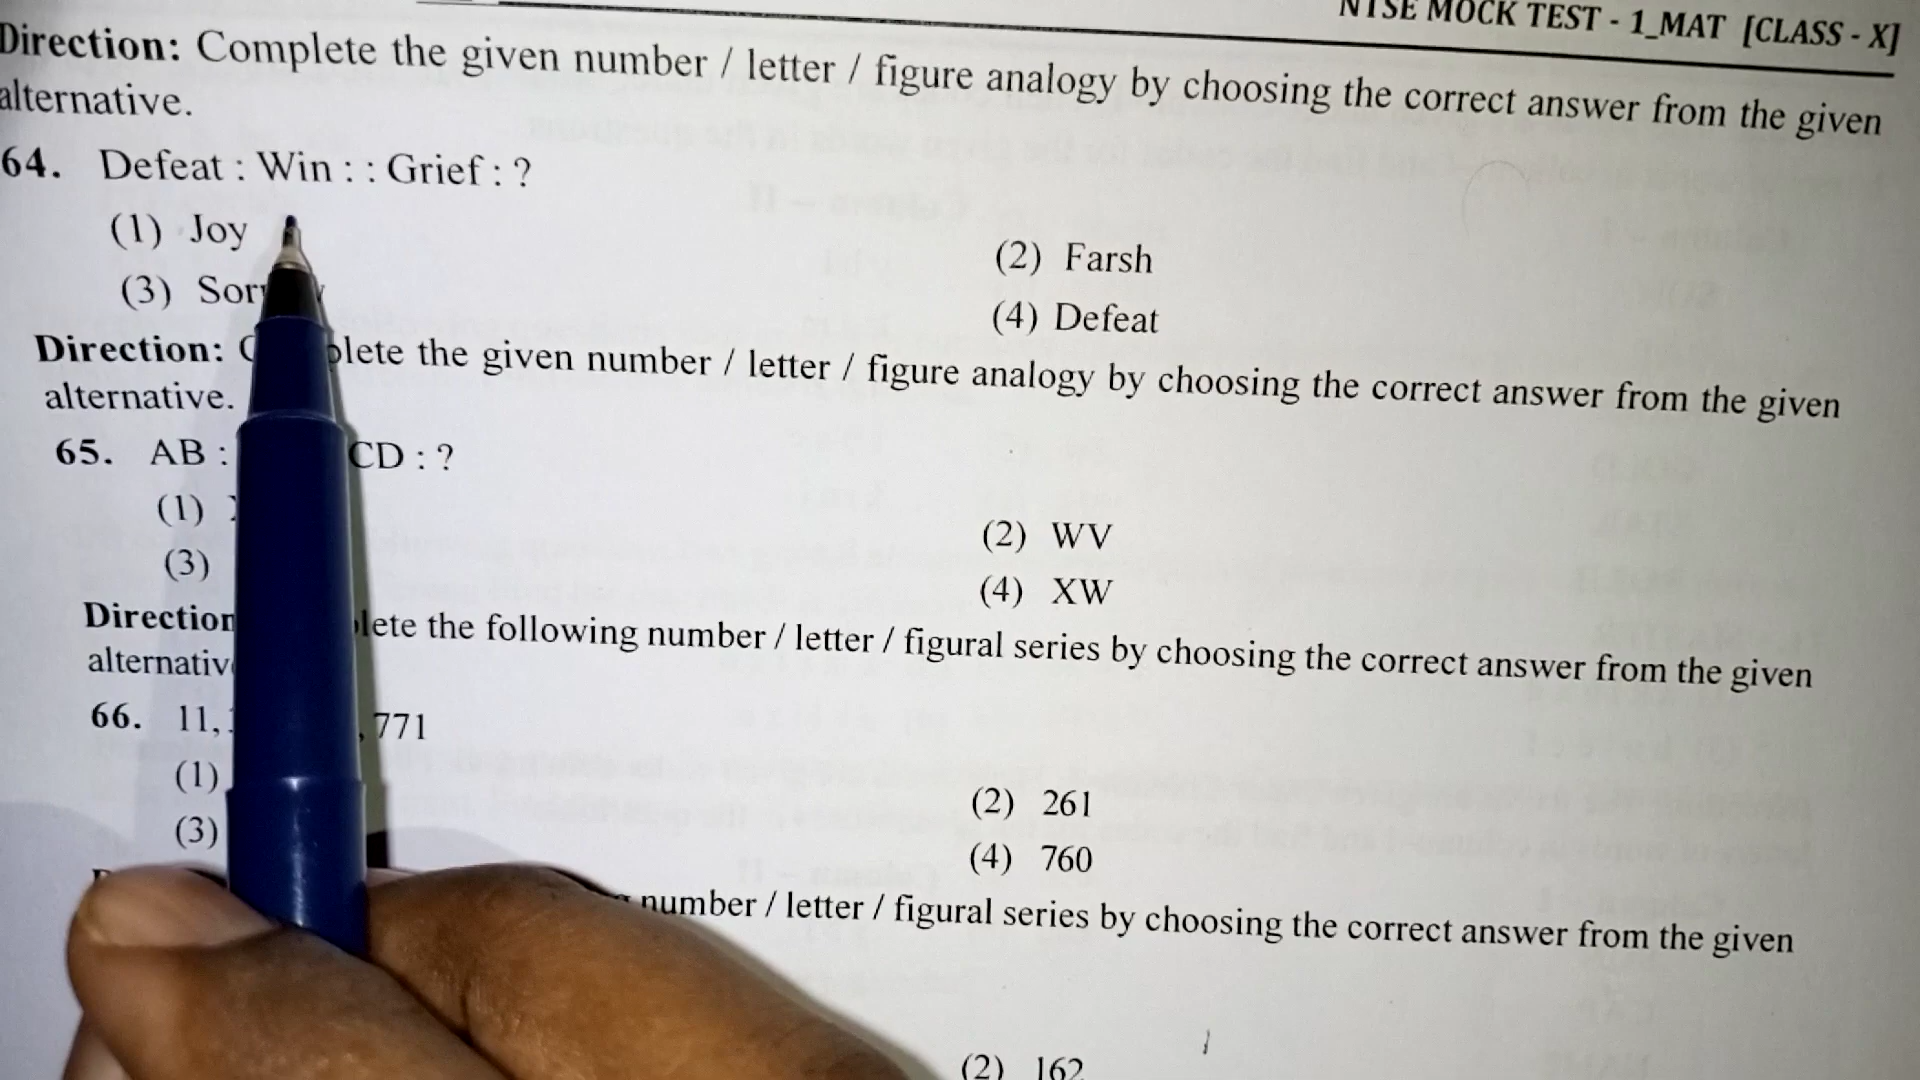 NTSE MOCK TEST - 1_MAT [CLASS - X]
Direction: Complete the given number / letter / figure analogy by choosing the correct answer from the given
alternative.
64. Defeat : Win : : Grief : ?
(1) Joy
(2) Farsh
(3)
(4) Defeat
Direction: the given number / letter / figure analogy by choosing the correct answer from the given
alternative.
65. AB : CD : ?
(1)
(2) WV
(3)
(4) XW
Direction the following number / letter / figural series by choosing the correct answer from the given
66. 11, , 771
(1)
(2) 261
(3)
(4) 760
number / letter / figural series by choosing the correct answer from the given
(2) 162